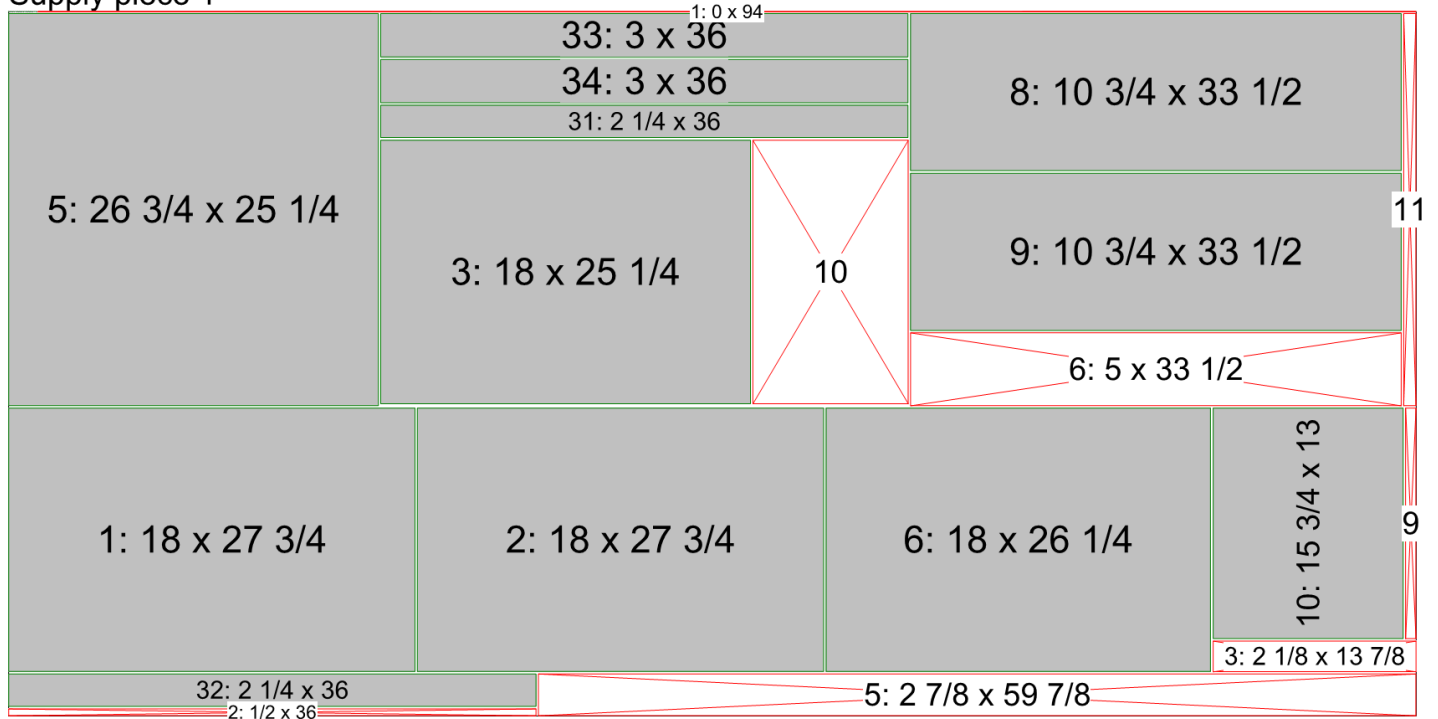 1: 0 x 94
33: 3 x 36
34: 3 x 36
8: 10 3/4 x 33 1/2
31: 2 1/4 x 36
5: 26 3/4 x 25 1/4
11
9: 10 3/4 x 33 1/2
3: 18 x 25 1/4
10
6: 5 x 33 1/2
1: 18 x 27 3/4
2: 18 x 27 3/4
6: 18 x 26 1/4
10: 15 3/4 x 13
9
3: 2 1/8 x 13 7/8
32: 2 1/4 x 36
5: 2 7/8 x 59 7/8
2: 1/2 x 36